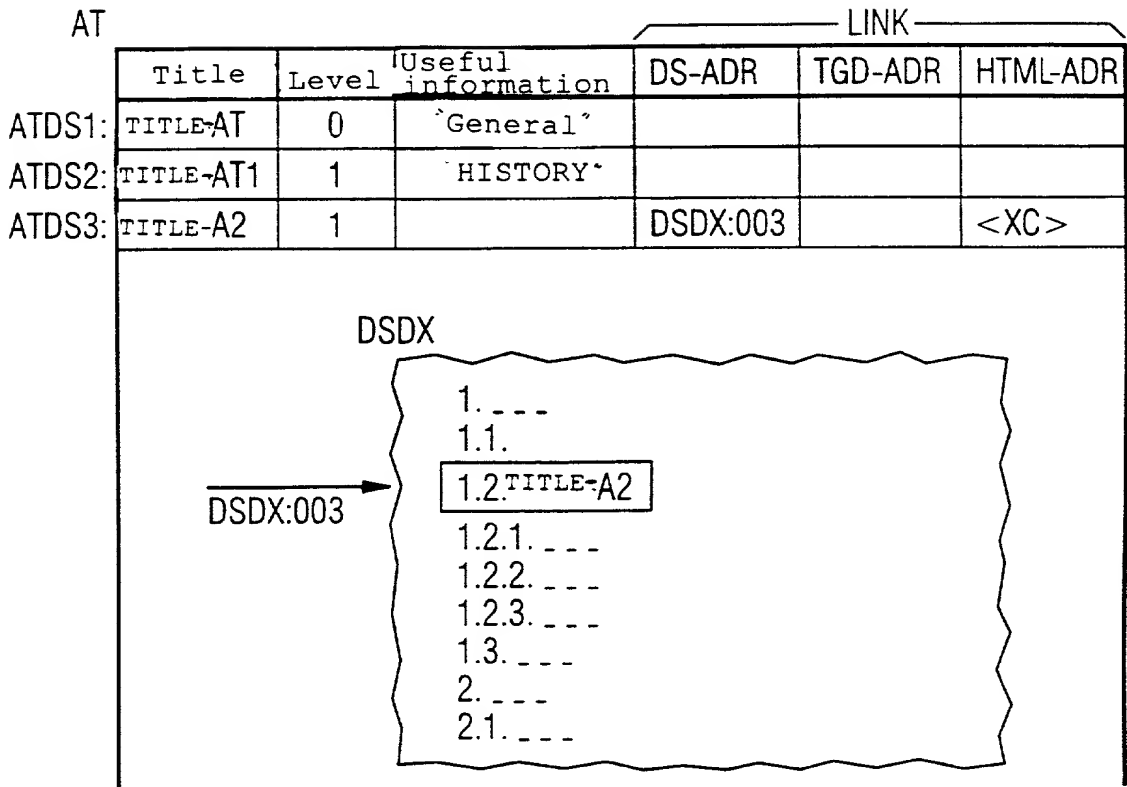 AT
LINK
Title Level Useful information DS-ADR TGD-ADR HTML-ADR
ATDS1: TITLE-AT 0 "General"
ATDS2: TITLE-AT1 1 "HISTORY"
ATDS3: TITLE-A2 1 DSDX:003 <XC>
DSDX
1. _ _ _
1.1.
1.2. TITLE-A2
DSDX:003
1.2.1. _ _ _
1.2.2. _ _ _
1.2.3. _ _ _
1.3. _ _ _
2. _ _ _
2.1. _ _ _